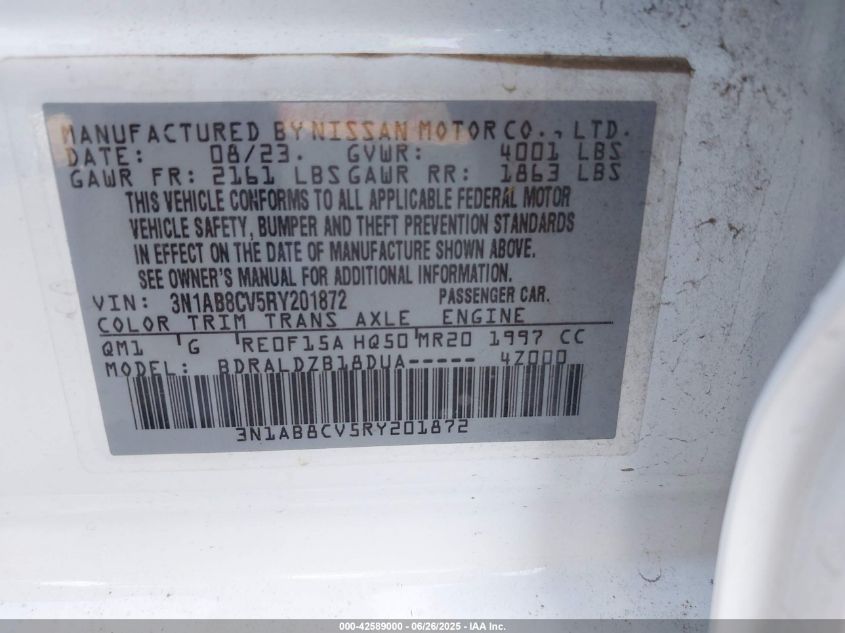 MANUFACTURED BY NISSAN MOTOR CO., LTD.
DATE: 08/23. GVWR: 4001 LBS
GAWR FR: 2161 LBS GAWR RR: 1863 LBS
THIS VEHICLE CONFORMS TO ALL APPLICABLE FEDERAL MOTOR
VEHICLE SAFETY, BUMPER AND THEFT PREVENTION STANDARDS
IN EFFECT ON THE DATE OF MANUFACTURE SHOWN ABOVE.
SEE OWNER'S MANUAL FOR ADDITIONAL INFORMATION.
VIN: 3N1AB8CV5RY201872 PASSENGER CAR.
COLOR TRIM TRANS AXLE ENGINE
QM1 G RE0F15A HQ50 MR20 1997 CC
MODEL: BDRALDZB18DUA----- 4Z000
3N1AB8CV5RY201872
000-42589000 - 06/26/2025 - IAA Inc.